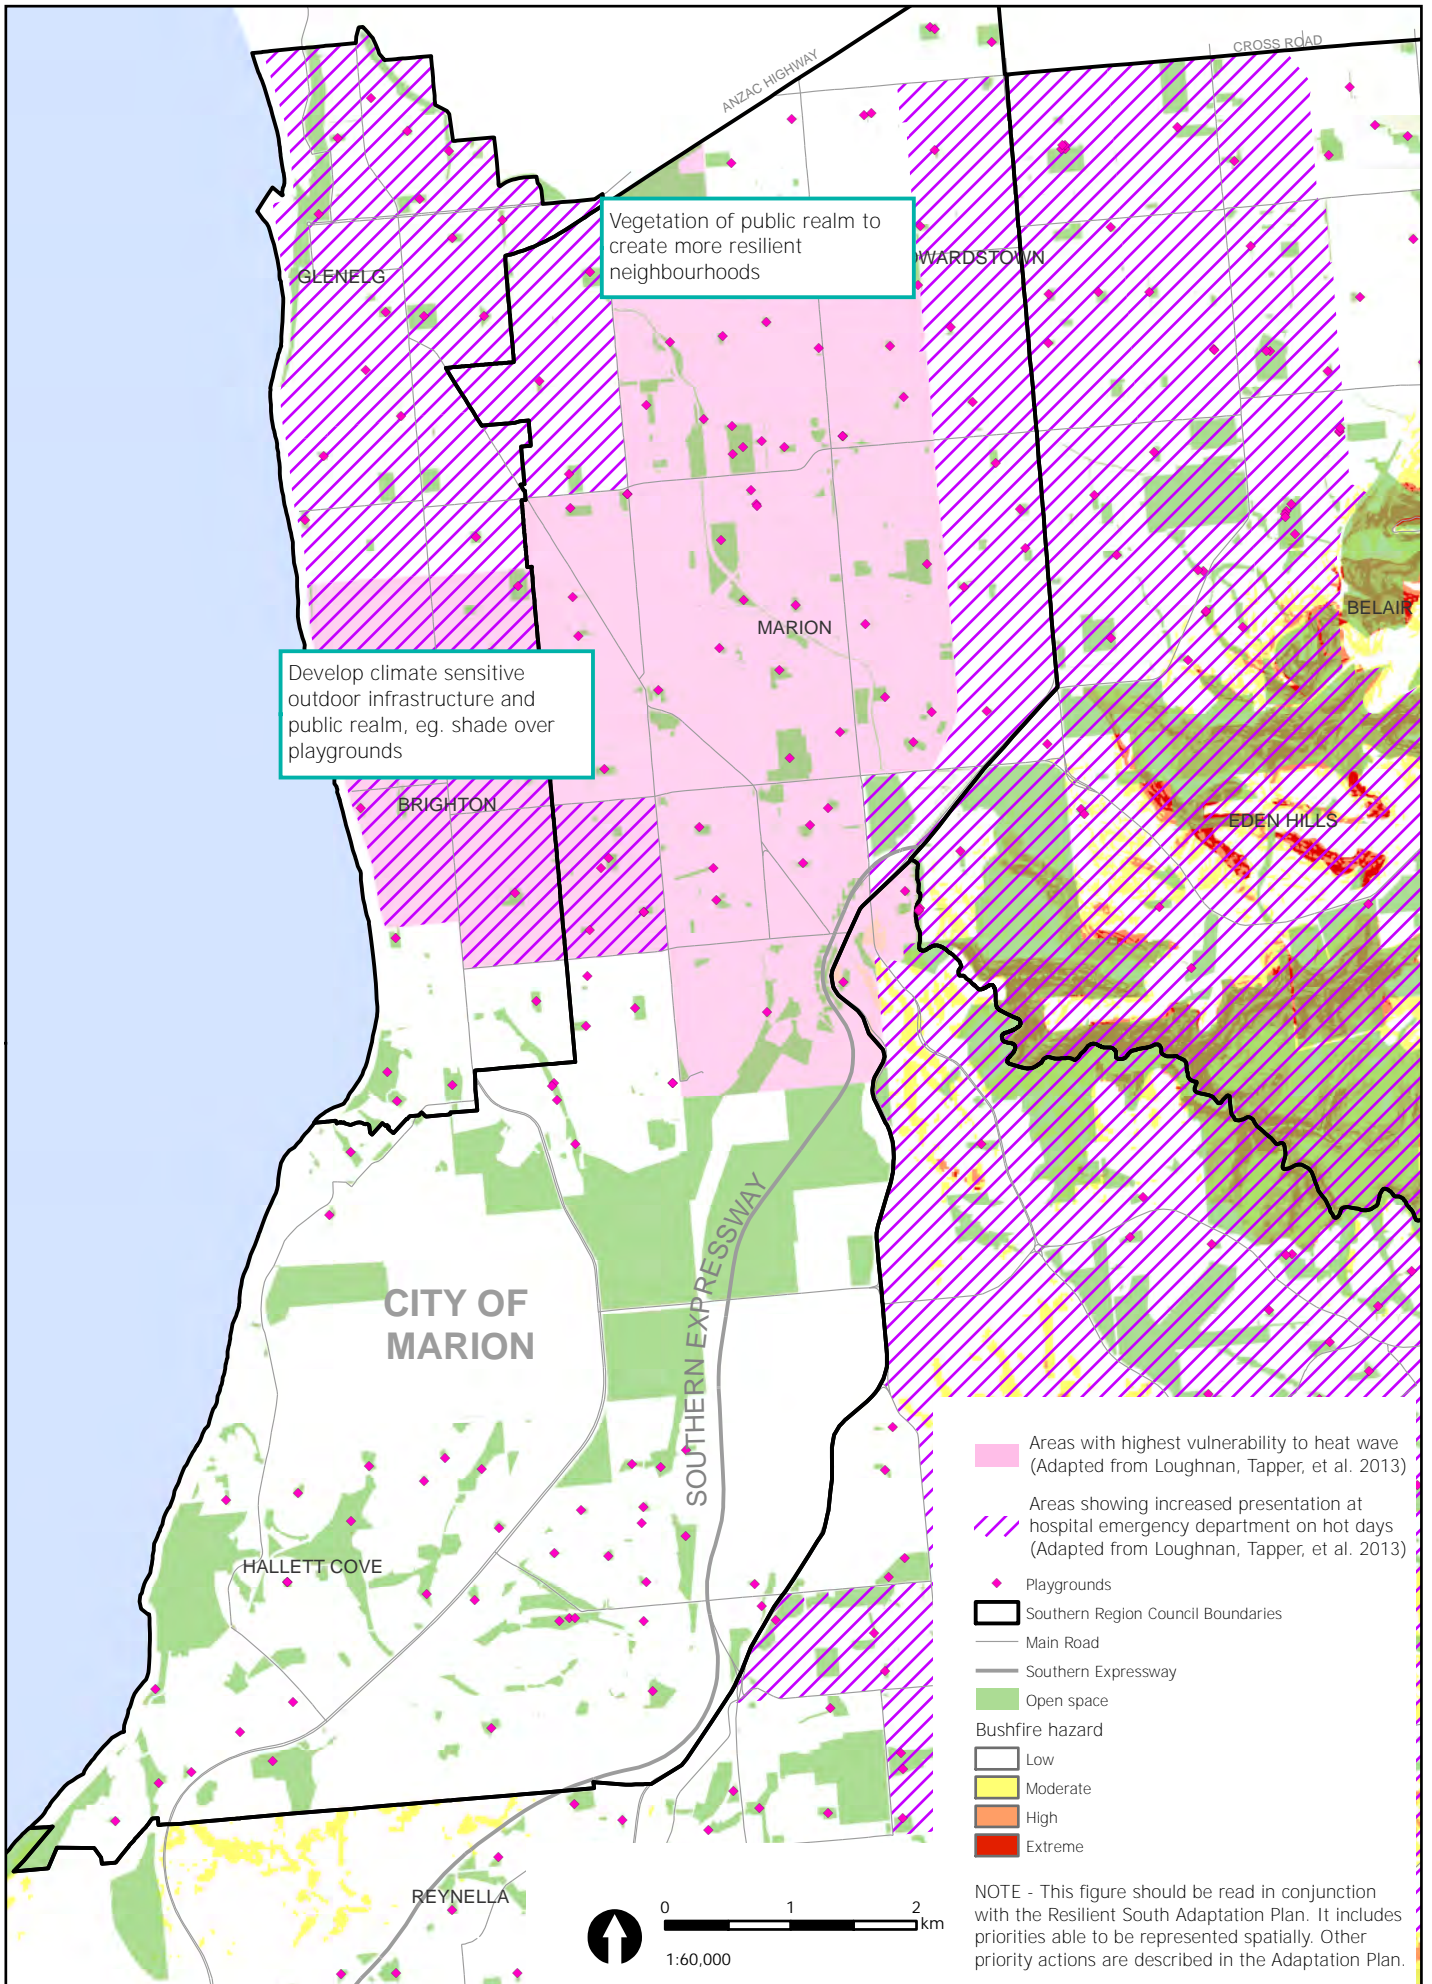 CROSS ROAD
ANZAC HIGHWAY
Vegetation of public realm to
create more resilient
neighbourhoods
WARDSTOWN
GLENELG
BELAIR
MARION
Develop climate sensitive
outdoor infrastructure and
public realm, eg. shade over
playgrounds
BRIGHTON
EDEN HILLS
SOUTHERN EXPRESSWAY
CITY OF
MARION
HALLETT COVE
REYNELLA
Areas with highest vulnerability to heat wave
(Adapted from Loughnan, Tapper, et al. 2013)
Areas showing increased presentation at
hospital emergency department on hot days
(Adapted from Loughnan, Tapper, et al. 2013)
Playgrounds
Southern Region Council Boundaries
Main Road
Southern Expressway
Open space
Bushfire hazard
Low
Moderate
High
Extreme
NOTE - This figure should be read in conjunction
with the Resilient South Adaptation Plan. It includes
priorities able to be represented spatially. Other
priority actions are described in the Adaptation Plan.
0 1 2
km
1:60,000